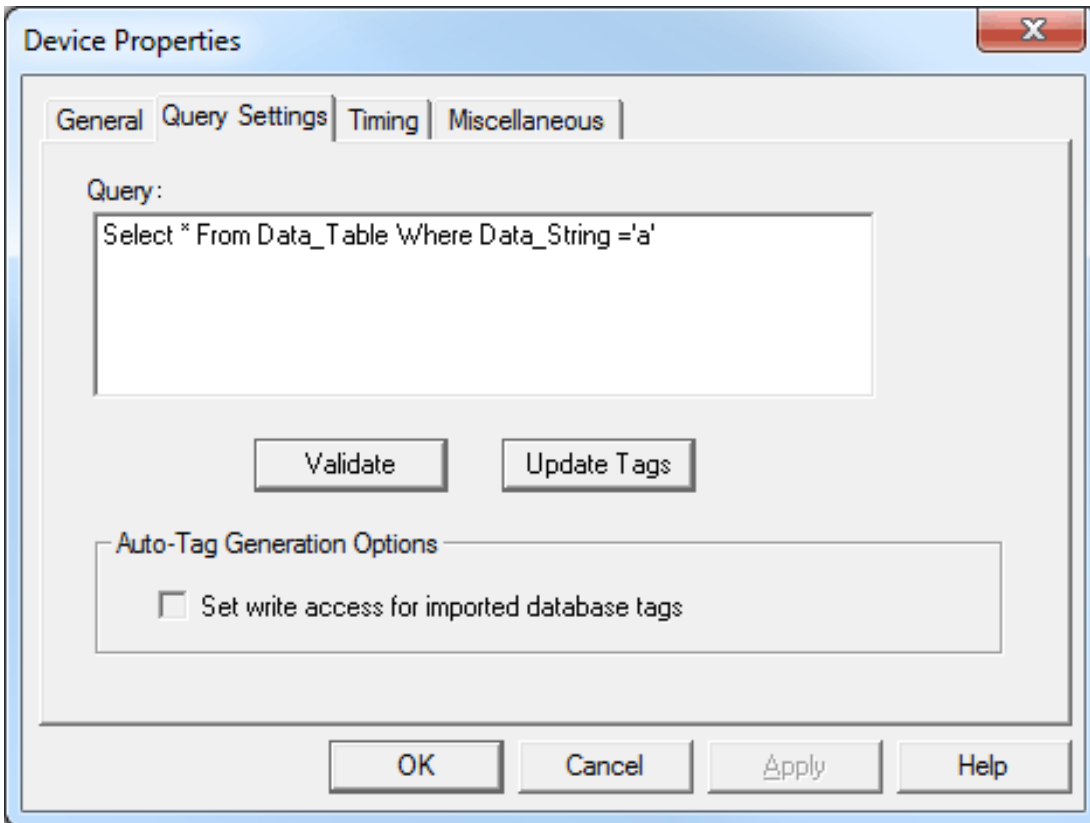 Device Properties
General Query Settings Timing Miscellaneous
Query:
Select * From Data_Table Where Data_String ='a'
Validate Update Tags
Auto-Tag Generation Options
Set write access for imported database tags
OK Cancel Apply Help